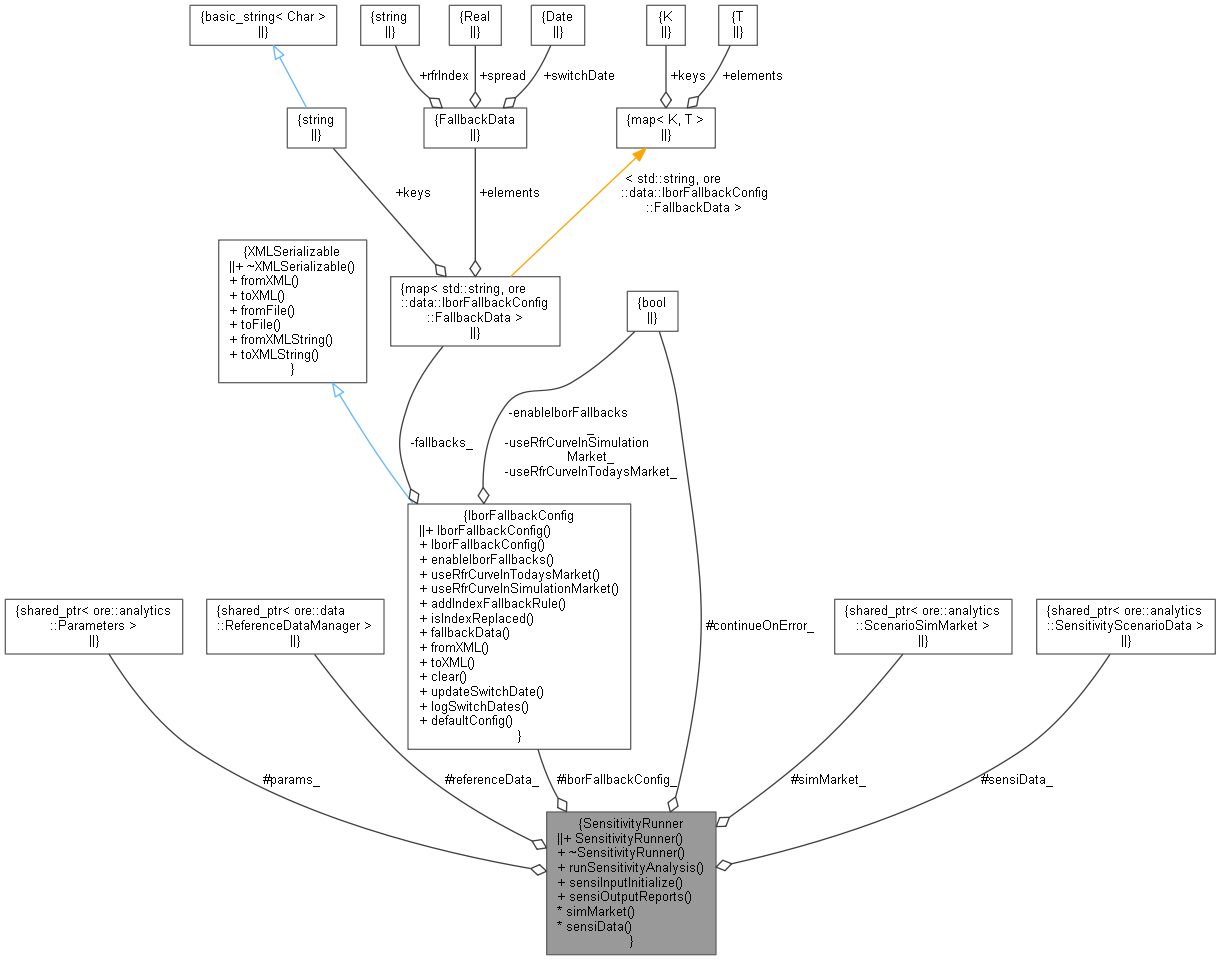 {basic_string< Char >
||}
{string
||}
{Real
||}
{Date
||}
{K
||}
{T
||}
+rfrIndex
+spread
+switchDate
+keys
+elements
{string
||}
{FallbackData
||}
{map< K, T >
||}
+keys
+elements
< std::string, ore
::data::IborFallbackConfig
::FallbackData >
{XMLSerializable
||+ ~XMLSerializable()
+ fromXML()
+ toXML()
+ fromFile()
+ toFile()
+ fromXMLString()
+ toXMLString()
}
{map< std::string, ore
::data::IborFallbackConfig
::FallbackData >
||}
{bool
||}
-fallbacks_
-enableIborFallbacks
_
-useRfrCurveInSimulation
Market_
-useRfrCurveInTodaysMarket_
{IborFallbackConfig
||+ IborFallbackConfig()
+ IborFallbackConfig()
+ enableIborFallbacks()
+ useRfrCurveInTodaysMarket()
+ useRfrCurveInSimulationMarket()
+ addIndexFallbackRule()
+ isIndexReplaced()
+ fallbackData()
+ fromXML()
+ toXML()
+ clear()
+ updateSwitchDate()
+ logSwitchDates()
+ defaultConfig()
}
{shared_ptr< ore::analytics
::Parameters >
||}
{shared_ptr< ore::data
::ReferenceDataManager >
||}
#continueOnError_
{shared_ptr< ore::analytics
::ScenarioSimMarket >
||}
{shared_ptr< ore::analytics
::SensitivityScenarioData >
||}
#params_
#referenceData_
#iborFallbackConfig_
#simMarket_
#sensiData_
{SensitivityRunner
||+ SensitivityRunner()
+ ~SensitivityRunner()
+ runSensitivityAnalysis()
+ sensiInputInitialize()
+ sensiOutputReports()
* simMarket()
* sensiData()
}